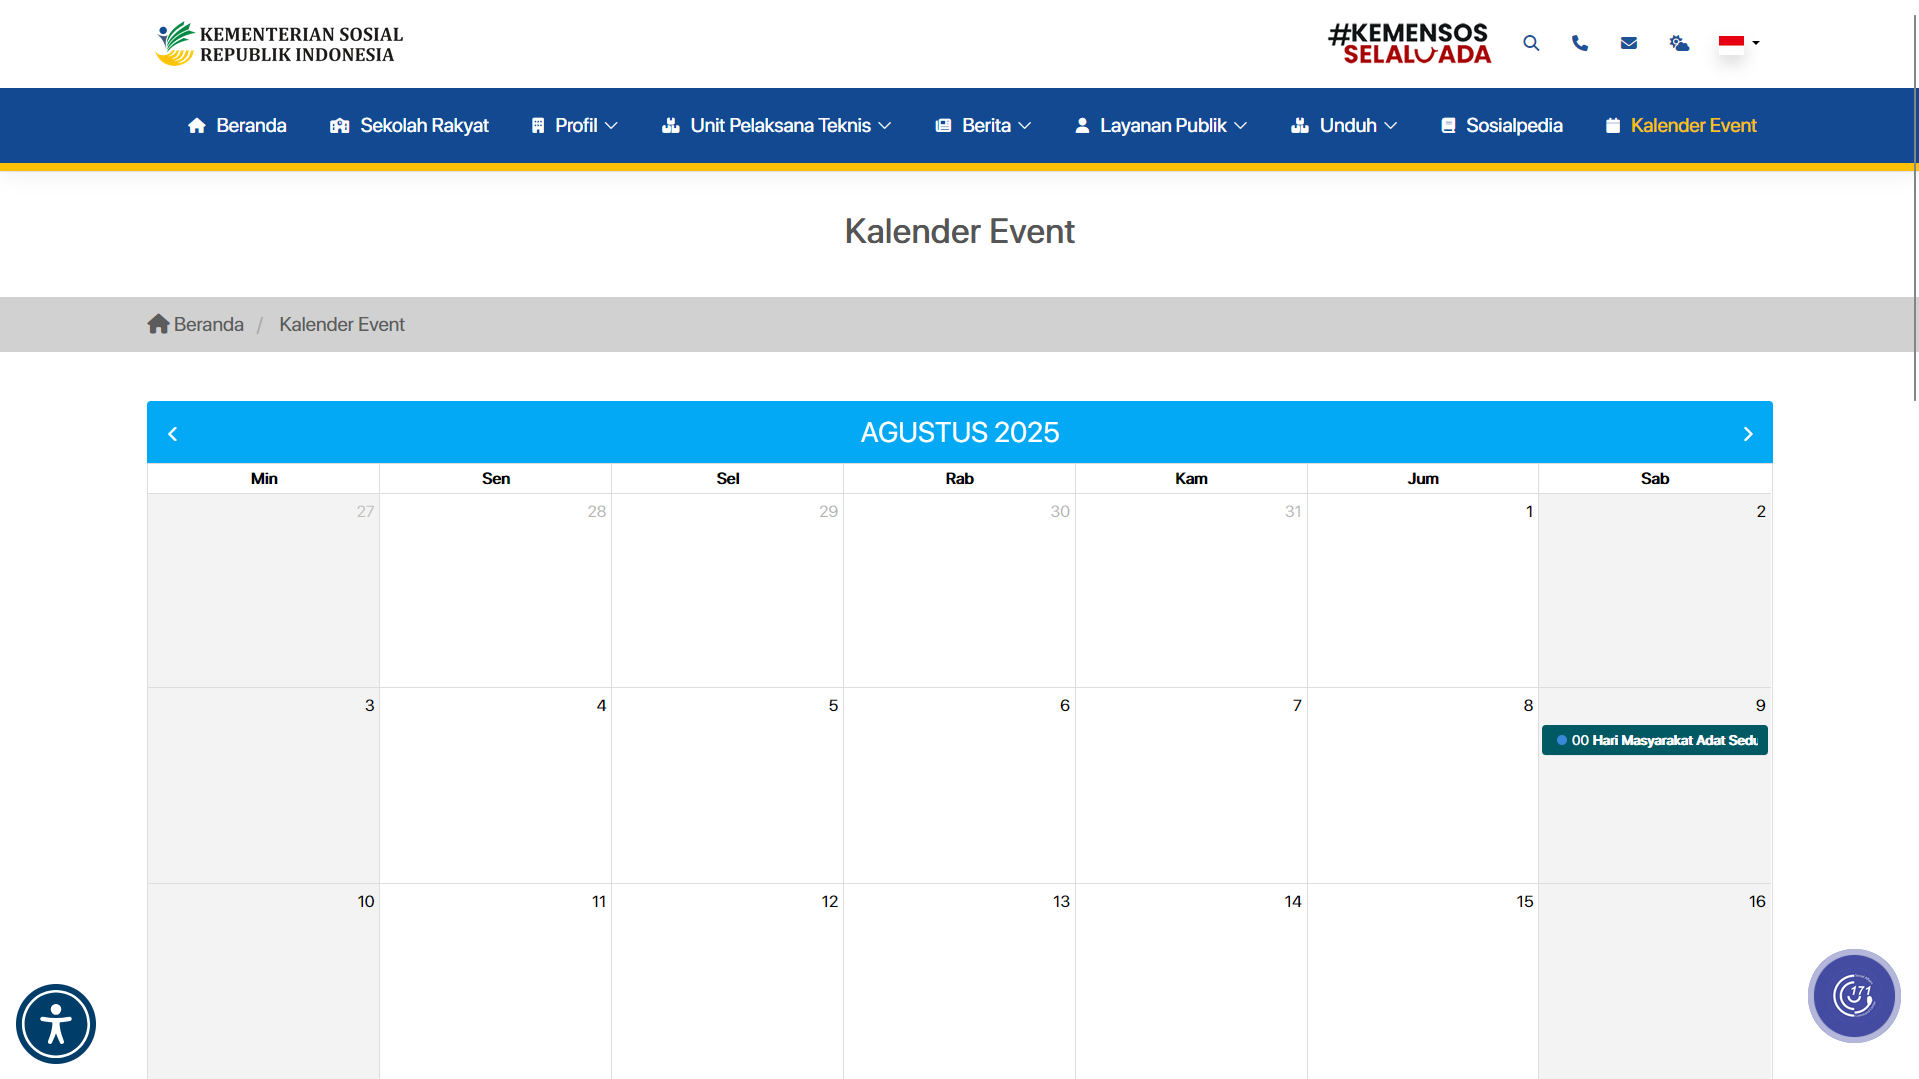 KEMENTERIAN SOSIAL
REPUBLIK INDONESIA
#KEMENSOS
SELALU ADA
Beranda
Sekolah Rakyat
Profil
Unit Pelaksana Teknis
Berita
Layanan Publik
Unduh
Sosialpedia
Kalender Event
Kalender Event
Beranda / Kalender Event
AGUSTUS 2025
Min Sen Sel Rab Kam Jum Sab
27 28 29 30 31 1 2
3 4 5 6 7 8 9
00 Hari Masyarakat Adat Sedu
10 11 12 13 14 15 16
171